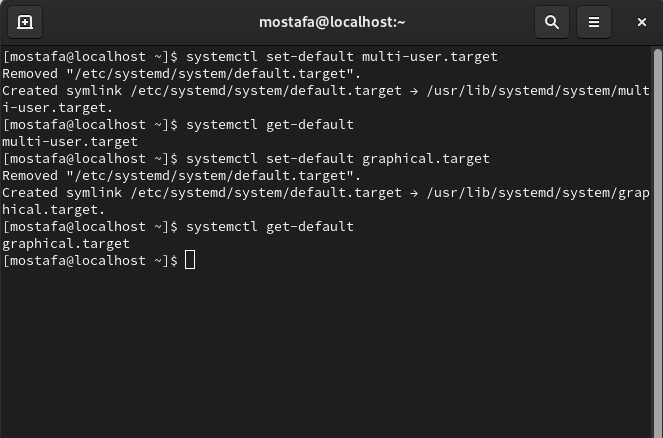 mostafa@localhost:~
[mostafa@localhost ~]$ systemctl set-default multi-user.target
Removed "/etc/systemd/system/default.target".
Created symlink /etc/systemd/system/default.target → /usr/lib/systemd/system/mult
i-user.target.
[mostafa@localhost ~]$ systemctl get-default
multi-user.target
[mostafa@localhost ~]$ systemctl set-default graphical.target
Removed "/etc/systemd/system/default.target".
Created symlink /etc/systemd/system/default.target → /usr/lib/systemd/system/grap
hical.target.
[mostafa@localhost ~]$ systemctl get-default
graphical.target
[mostafa@localhost ~]$